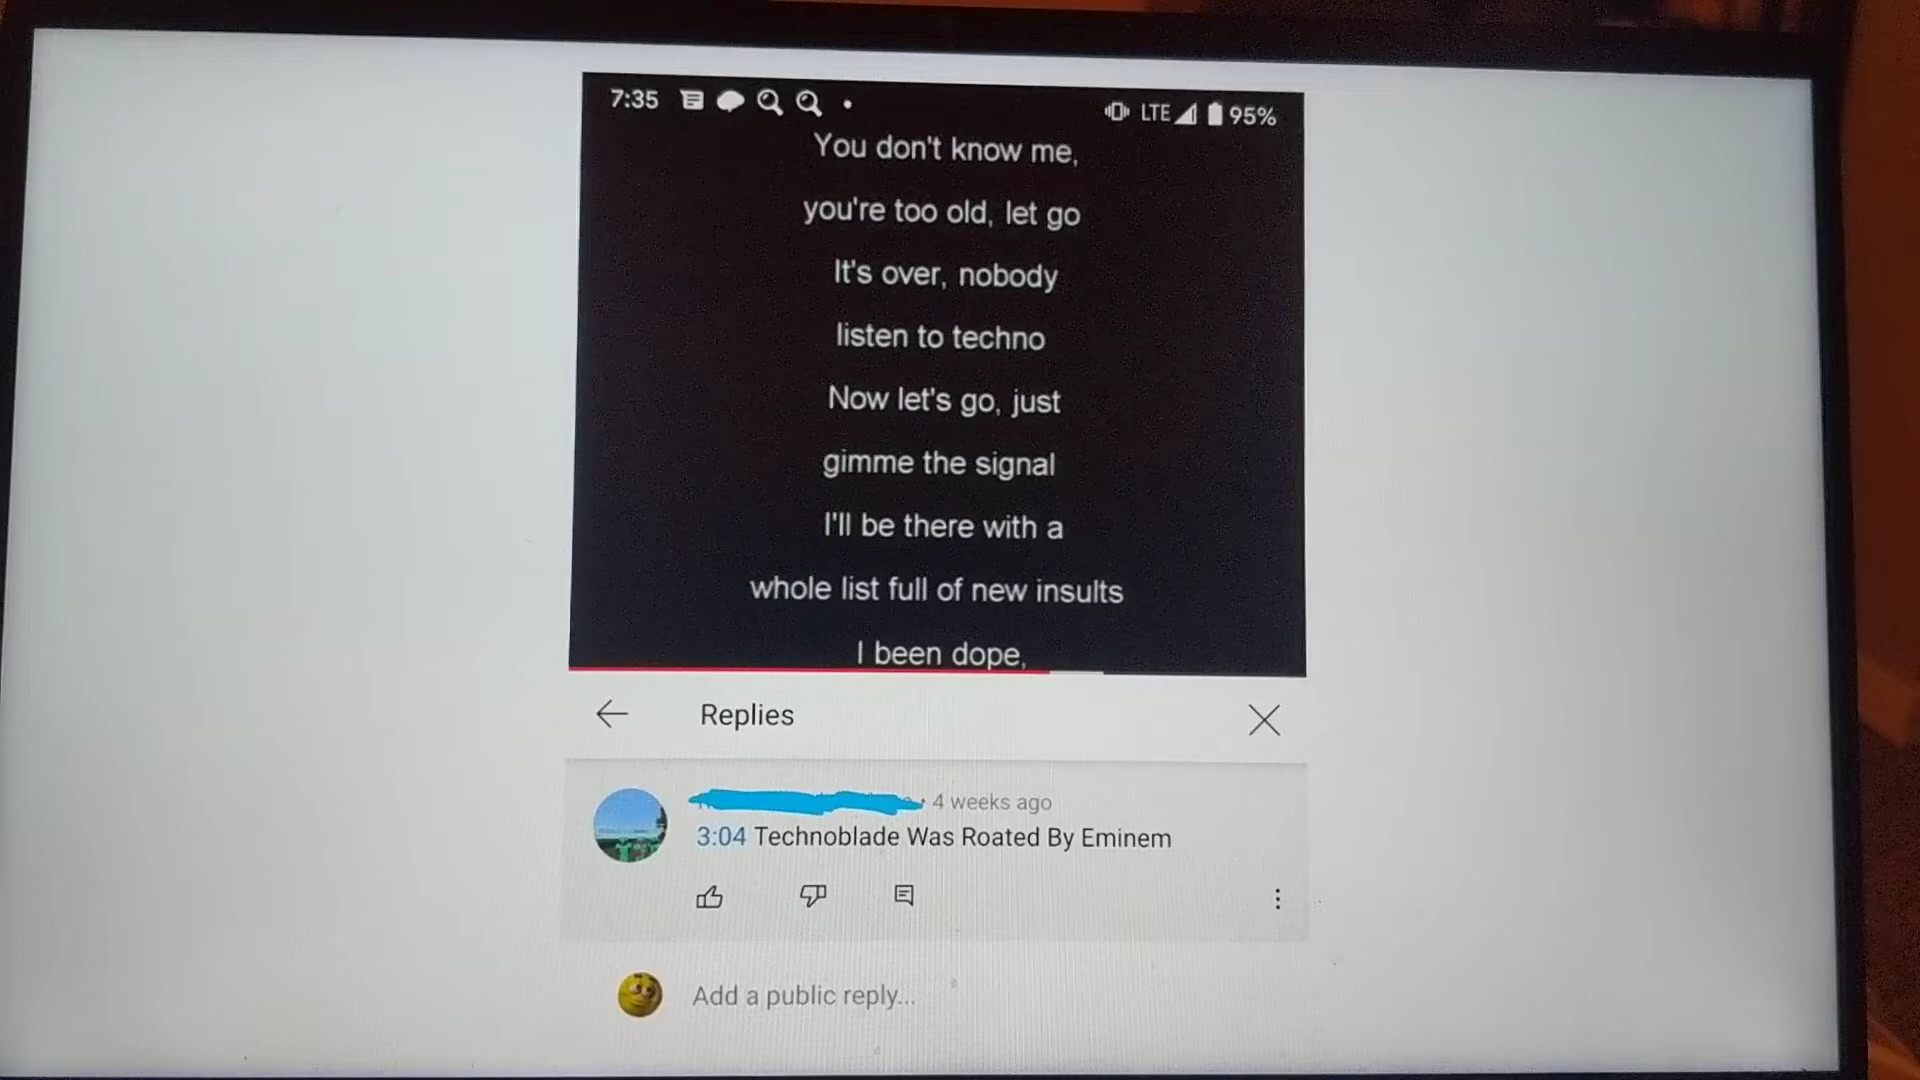 7:35 LTE 95%
You don't know me,
you're too old, let go
It's over, nobody
listen to techno
Now let's go, just
gimme the signal
I'll be there with a
whole list full of new insults
I been dope,
Replies
4 weeks ago
3:04 Technoblade Was Roated By Eminem
Add a public reply...